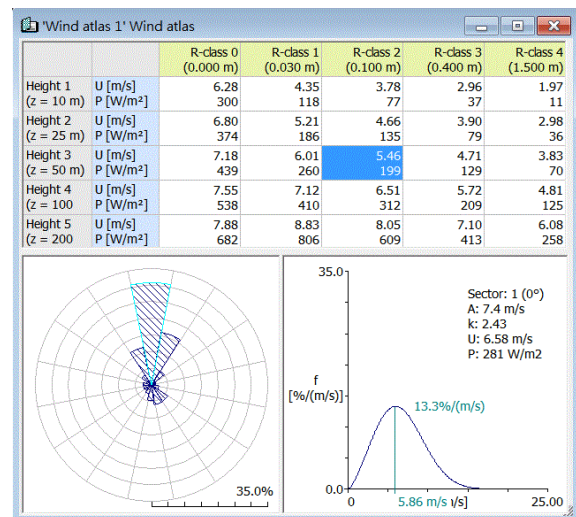 'Wind atlas 1' Wind atlas
R-class 0 R-class 1 R-class 2 R-class 3 R-class 4
(0.000 m) (0.030 m) (0.100 m) (0.400 m) (1.500 m)
Height 1 U [m/s] 6.28 4.35 3.78 2.96 1.97
(z = 10 m) P [W/m²] 300 118 77 37 11
Height 2 U [m/s] 6.80 5.21 4.66 3.90 2.98
(z = 25 m) P [W/m²] 374 186 135 79 36
Height 3 U [m/s] 7.18 6.01 5.46 4.71 3.83
(z = 50 m) P [W/m²] 439 260 199 129 70
Height 4 U [m/s] 7.55 7.12 6.51 5.72 4.81
(z = 100 P [W/m²] 538 410 312 209 125
Height 5 U [m/s] 7.88 8.83 8.05 7.10 6.08
(z = 200 P [W/m²] 682 806 609 413 258
35.0%
35.0
Sector: 1 (0°)
A: 7.4 m/s
k: 2.43
U: 6.58 m/s
P: 281 W/m2
f
[%/(m/s)]
13.3%/(m/s)
0.0
0 5.86 m/s /s] 25.00